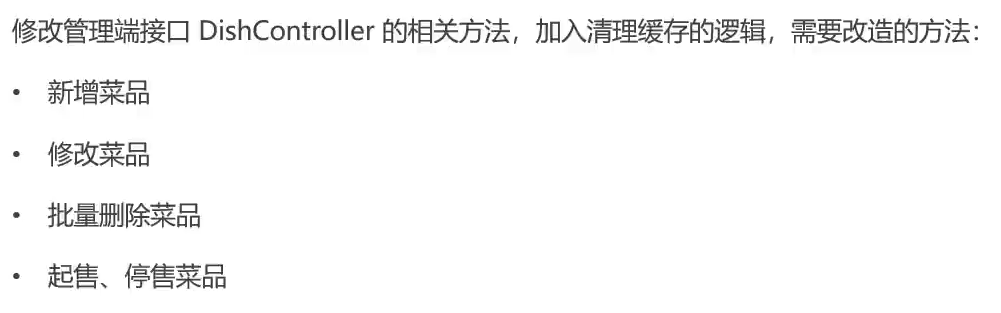 修改管理端接口 DishController 的相关方法，加入清理缓存的逻辑，需要改造的方法：
• 新增菜品
• 修改菜品
• 批量删除菜品
• 起售、停售菜品